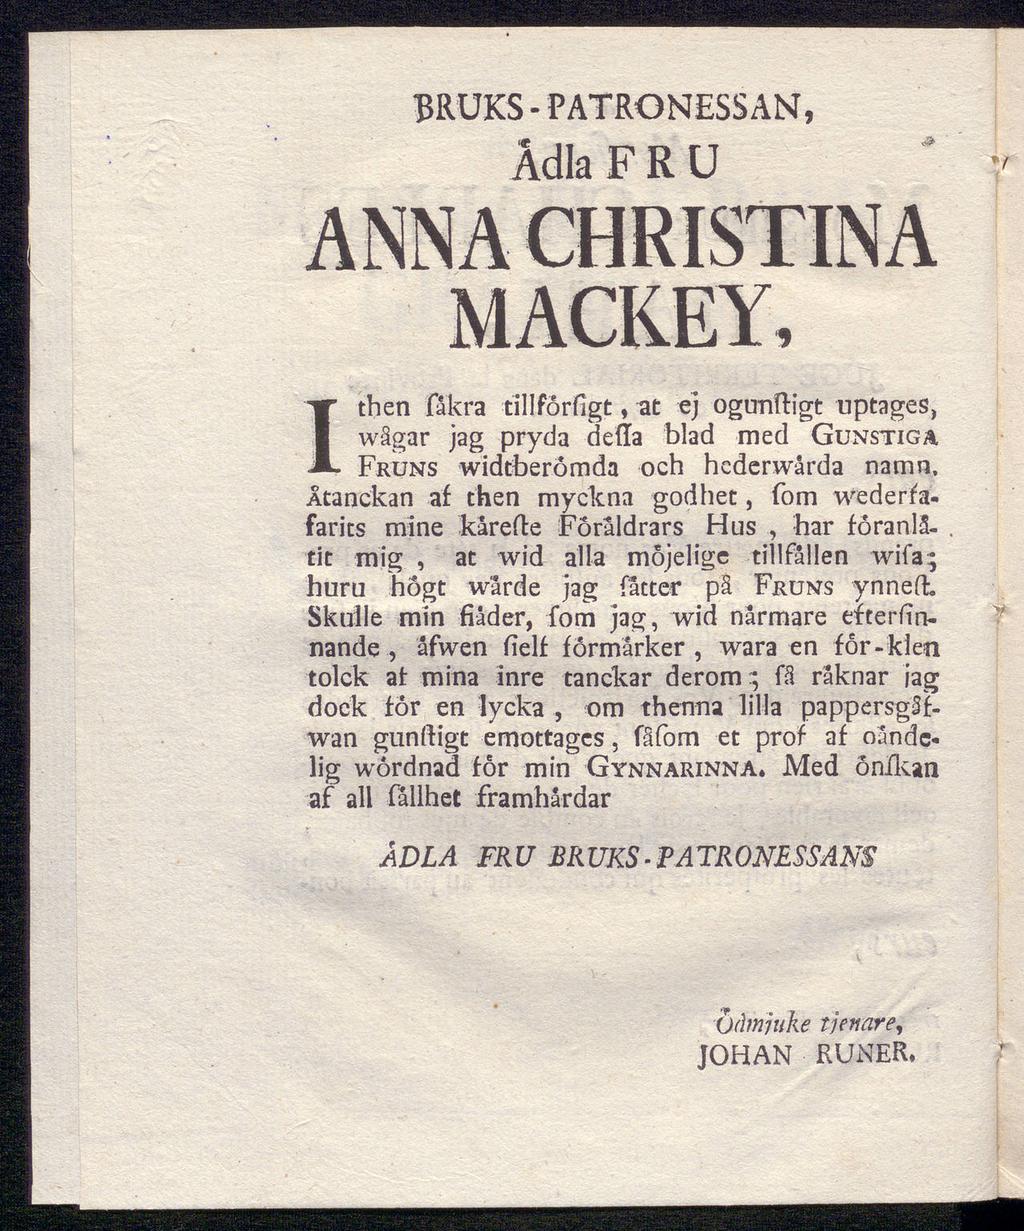 BRUKS-PATRONESSAN,
Ädla FRU
ANNA CHRISTINA
MACKEY,
I then ſäkra tillförſigt, at ej ogunſtigt uptages,
wågar jag pryda deſſa blad med GUNSTIGA
FRUNS widtberömda och hederwärda namn.
Åtanckan af then myckna godhet, ſom wederfa-
farits mine käreſte Föräldrars Hus, har föranlå-
tit mig, at wid alla möjelige tillfällen wiſa;
huru högt wärde jag ſätter på FRUNS ynneſt.
Skulle min fiäder, ſom jag, wid närmare efterſin-
nande, äfwen ſielf förmärker, wara en för-klen
tolck af mina inre tanckar derom; ſå räknar jag
dock för en lycka, om thenna lilla pappersgåf-
wan gunſtigt emottages, ſåſom et prof af oände-
lig wördnad för min GYNNARINNA. Med önſkan
af all ſällhet framhärdar
ÄDLA FRU BRUKS-PATRONESSANS
Ödmjuke tjenare,
JOHAN RUNER.